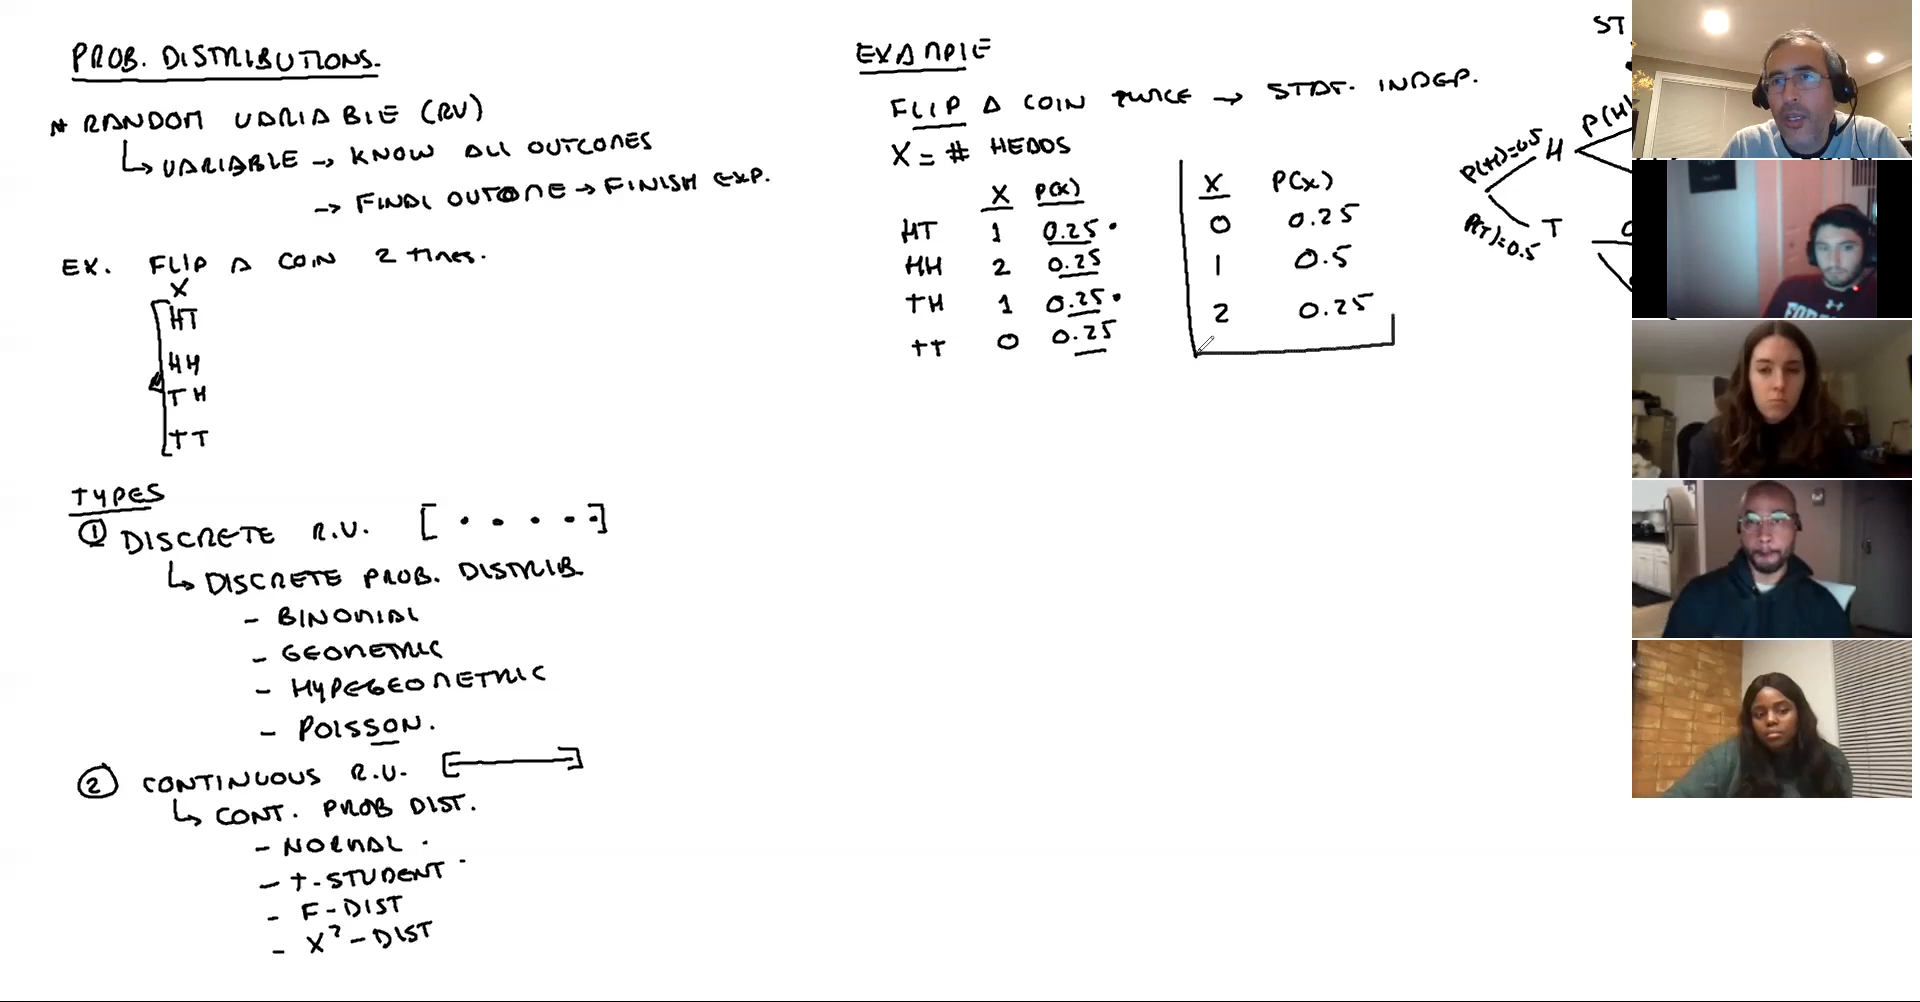 PROB. DISTRIBUTIONS.
* RANDOM VARIABLE (RV)
↳ VARIABLE → KNOW ALL OUTCOMES
→ FINAL OUTCOME → FINISH EXP.
EX. FLIP A COIN 2 TIMES.
X
HT
HH
TH
TT
TYPES
① DISCRETE R.V. [ . . . . . ]
↳ DISCRETE PROB. DISTRIB.
- BINOMIAL
- GEOMETRIC
- HYPEGEOMETRIC
- POISSON.
② CONTINUOUS R.V. [ ]
↳ CONT. PROB DIST.
- NORMAL
- T-STUDENT
- F-DIST
- X²-DIST
EXAMPLE
FLIP A COIN TWICE → STAT. INDEP.
X = # HEADS
X P(X)
HT 1 0.25
HH 2 0.25
TH 1 0.25
TT 0 0.25
X P(X)
0 0.25
1 0.5
2 0.25
ST
P(H)=0.5 H P(H)
P(T)=0.5 T